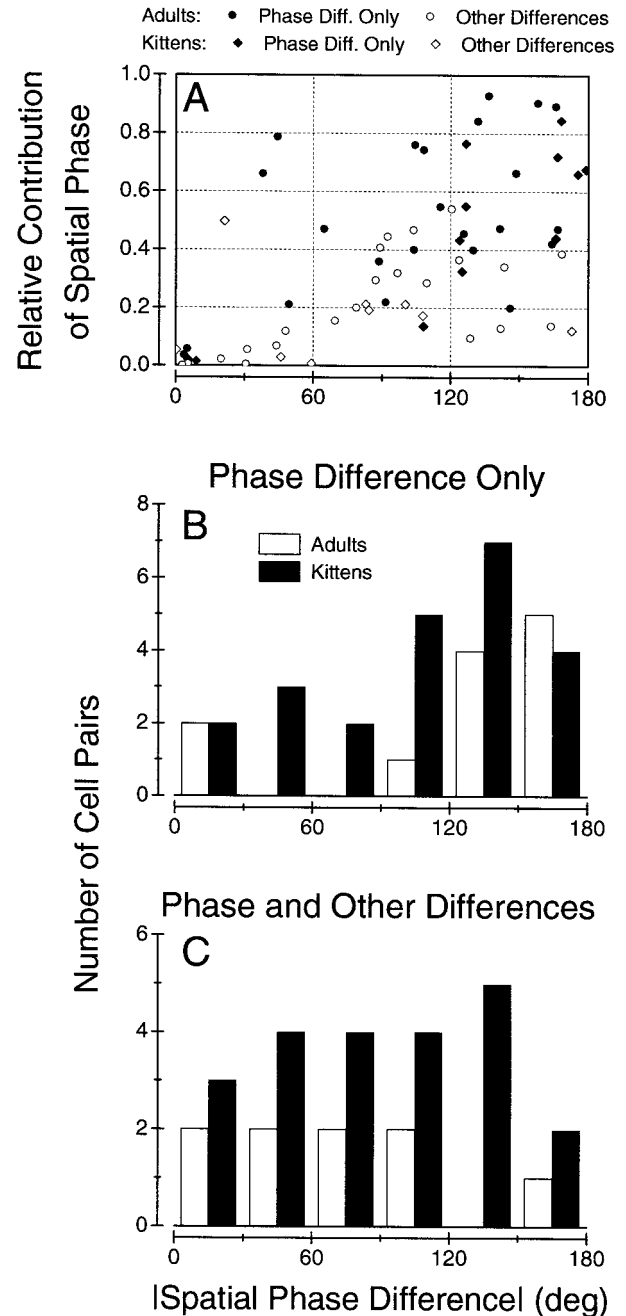 Adults: ● Phase Diff. Only ○ Other Differences
Kittens: ◆ Phase Diff. Only ◇ Other Differences
A
Relative Contribution
of Spatial Phase
1.0
0.8
0.6
0.4
0.2
0.0
0 60 120 180
Phase Difference Only
B
Adults
Kittens
8
6
4
2
0
0 60 120 180
Number of Cell Pairs
Phase and Other Differences
C
6
4
2
0
0 60 120 180
|Spatial Phase Difference| (deg)